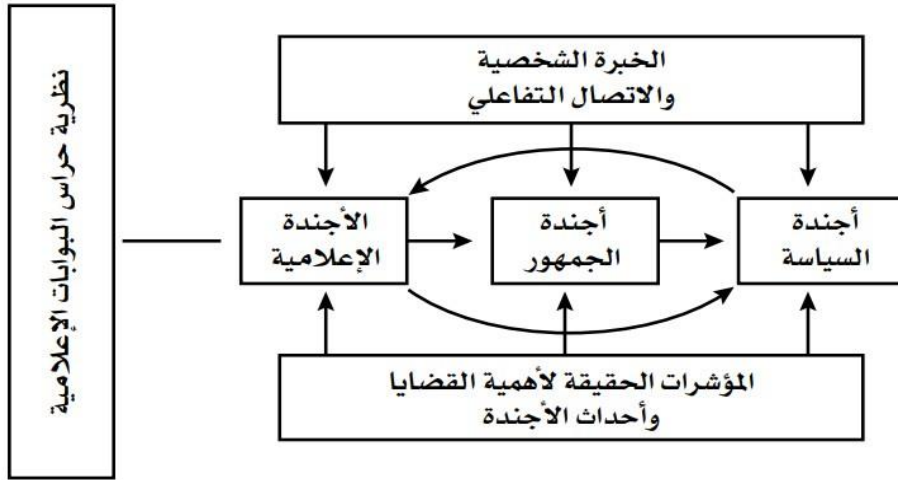 نظرية حراس البوابات الإعلامية
الخبرة الشخصية
والاتصال التفاعلي
الأجندة
الإعلامية
أجندة
الجمهور
أجندة
السياسة
المؤشرات الحقيقة لأهمية القضايا
وأحداث الأجندة